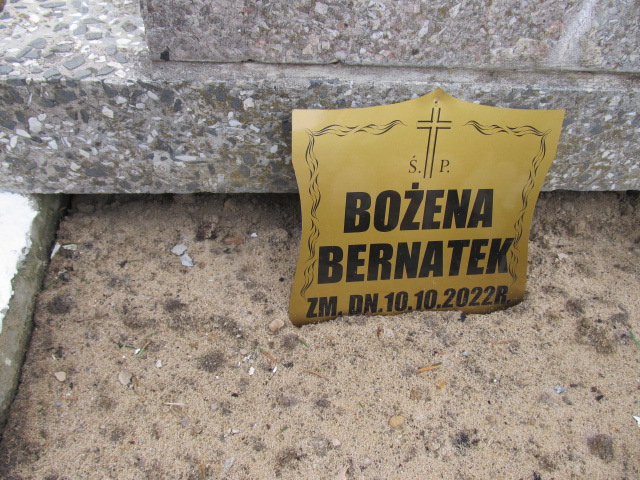 Ś. P.
BOŻENA
BERNATEK
ZM. DN.10.10.2022R.